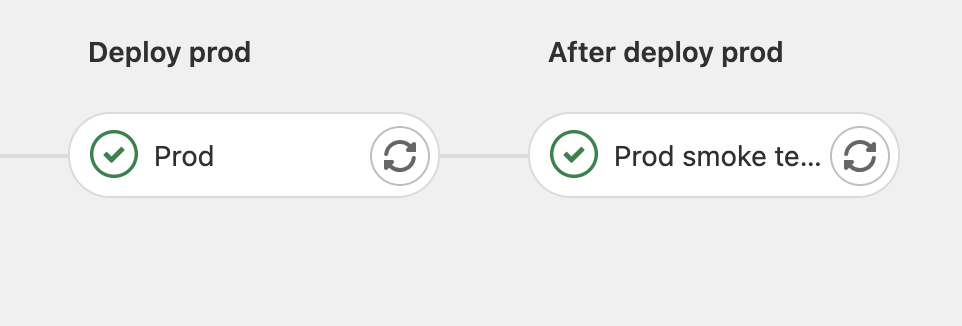 Deploy prod
After deploy prod
Prod
Prod smoke te...